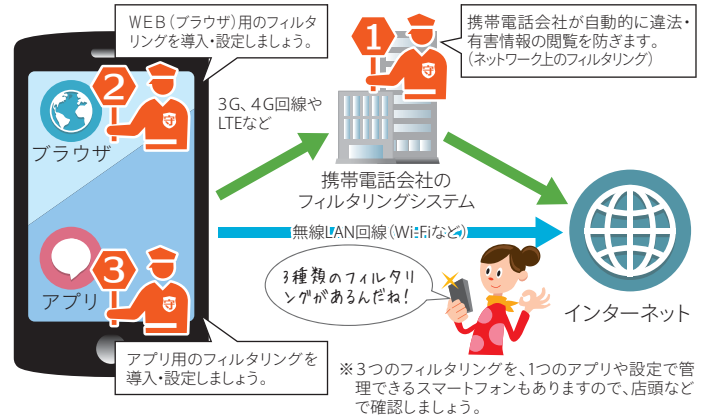 WEB（ブラウザ）用のフィルタ
リングを導入・設定しましょう。
1
携帯電話会社が自動的に違法・
有害情報の閲覧を防ぎます。
（ネットワーク上のフィルタリング）
2
守
守
ブラウザ
3G、4G回線や
LTEなど
携帯電話会社の
フィルタリングシステム
無線LAN回線（Wi-Fiなど）
3
守
アプリ
3種類のフィルタリ
ングがあるんだね！
インターネット
アプリ用のフィルタリングを
導入・設定しましょう。
※３つのフィルタリングを、1つのアプリや設定で管
理できるスマートフォンもありますので、店頭など
で確認しましょう。